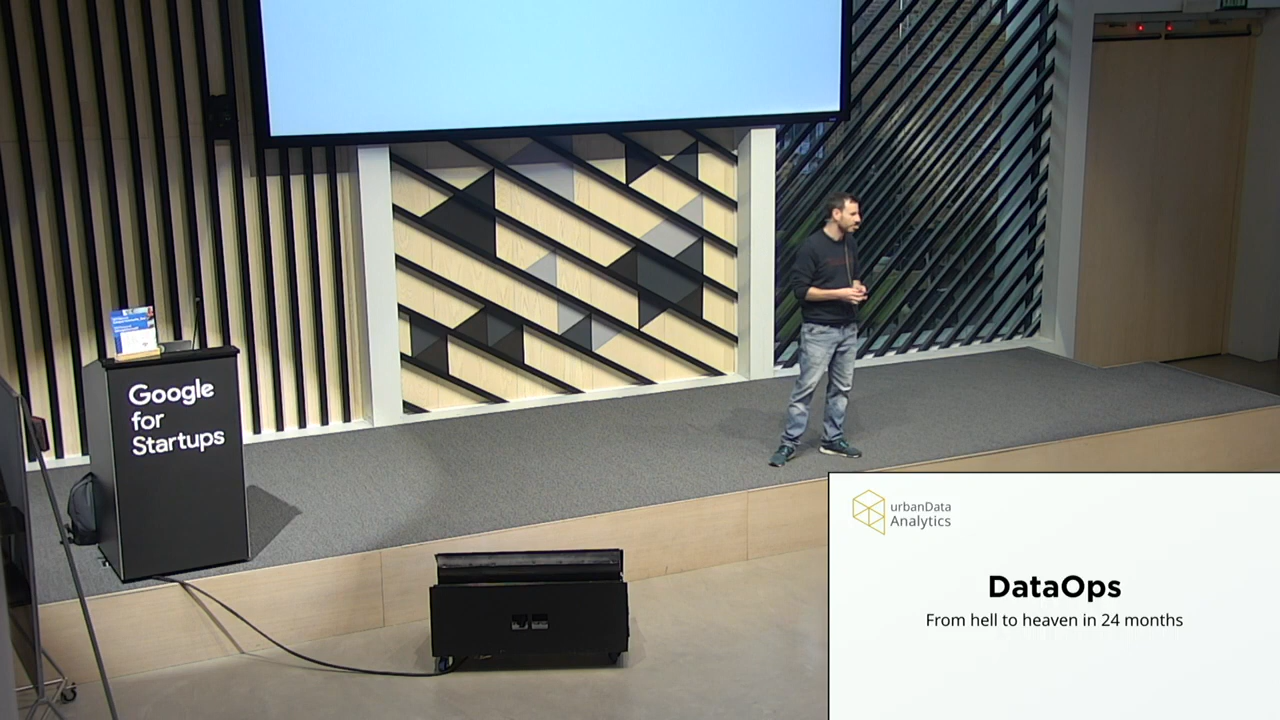 Google
for
Startups
urbanData
Analytics
DataOps
From hell to heaven in 24 months